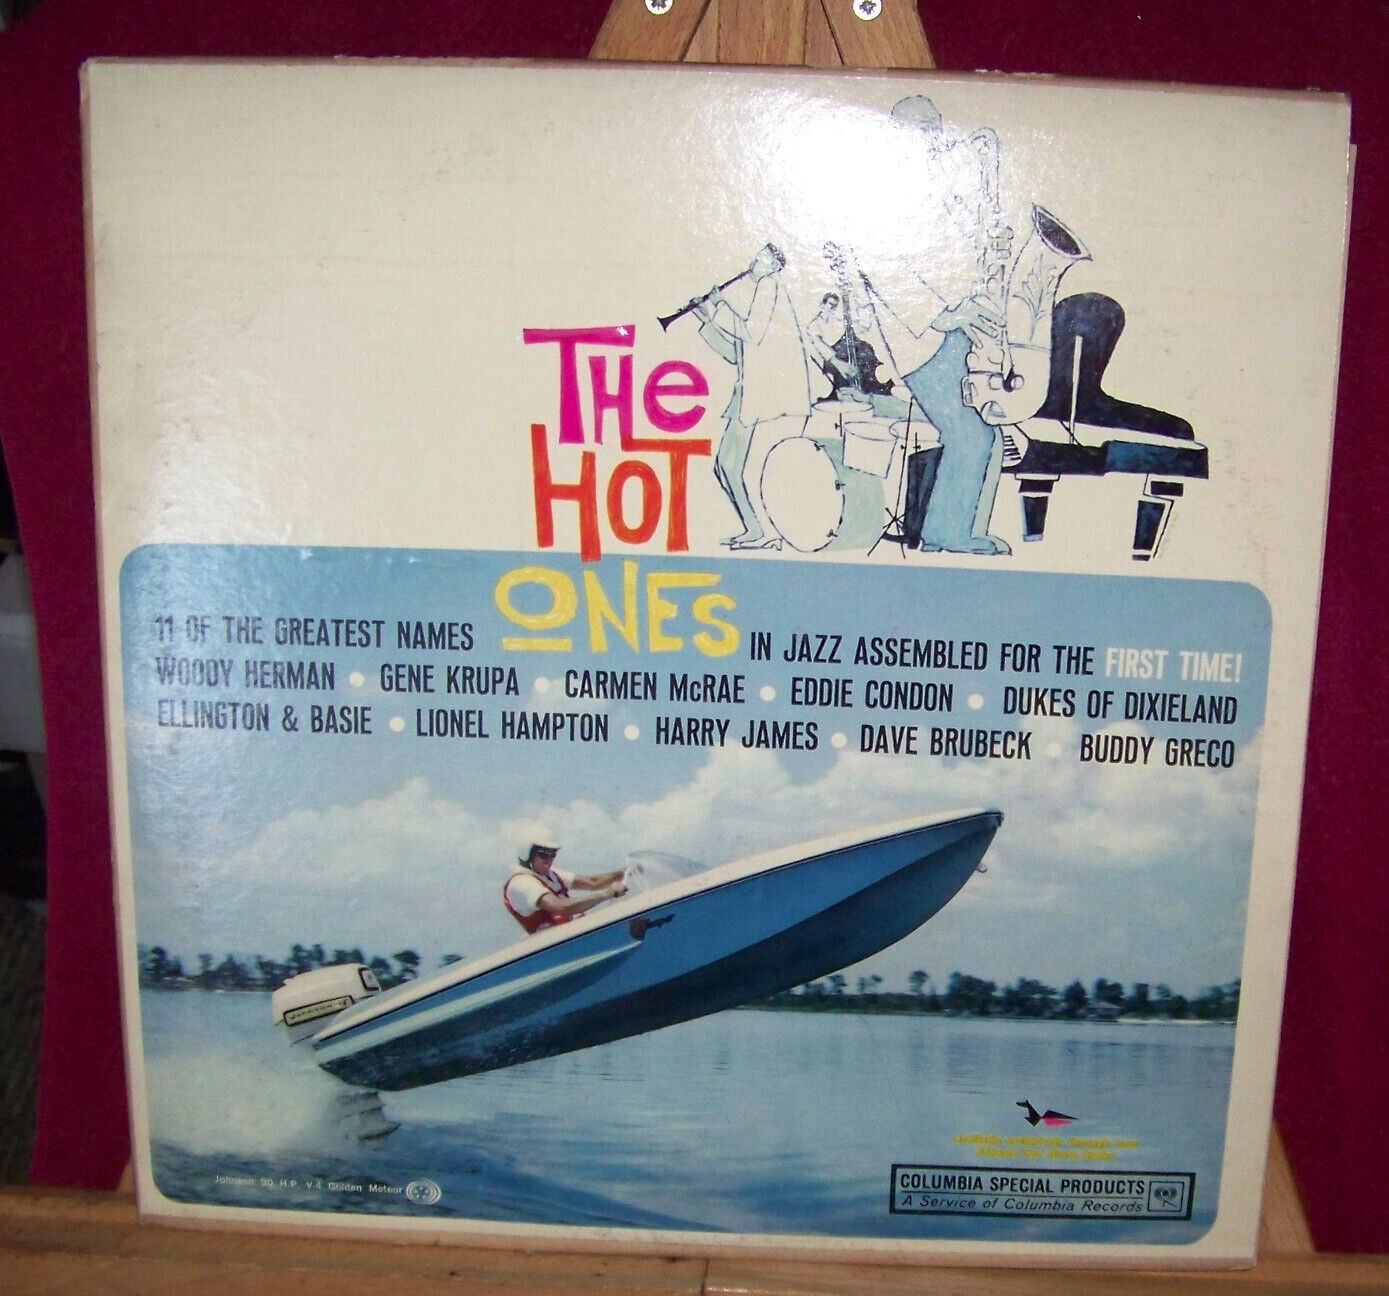 THE
HOT
ONES
11 OF THE GREATEST NAMES IN JAZZ ASSEMBLED FOR THE FIRST TIME!
WOODY HERMAN • GENE KRUPA • CARMEN McRAE • EDDIE CONDON • DUKES OF DIXIELAND
ELLINGTON & BASIE • LIONEL HAMPTON • HARRY JAMES • DAVE BRUBECK • BUDDY GRECO
Johnson
Johnson 90 H.P. V-4 Golden Meteor
COLUMBIA SPECIAL PRODUCTS
A Service of Columbia Records